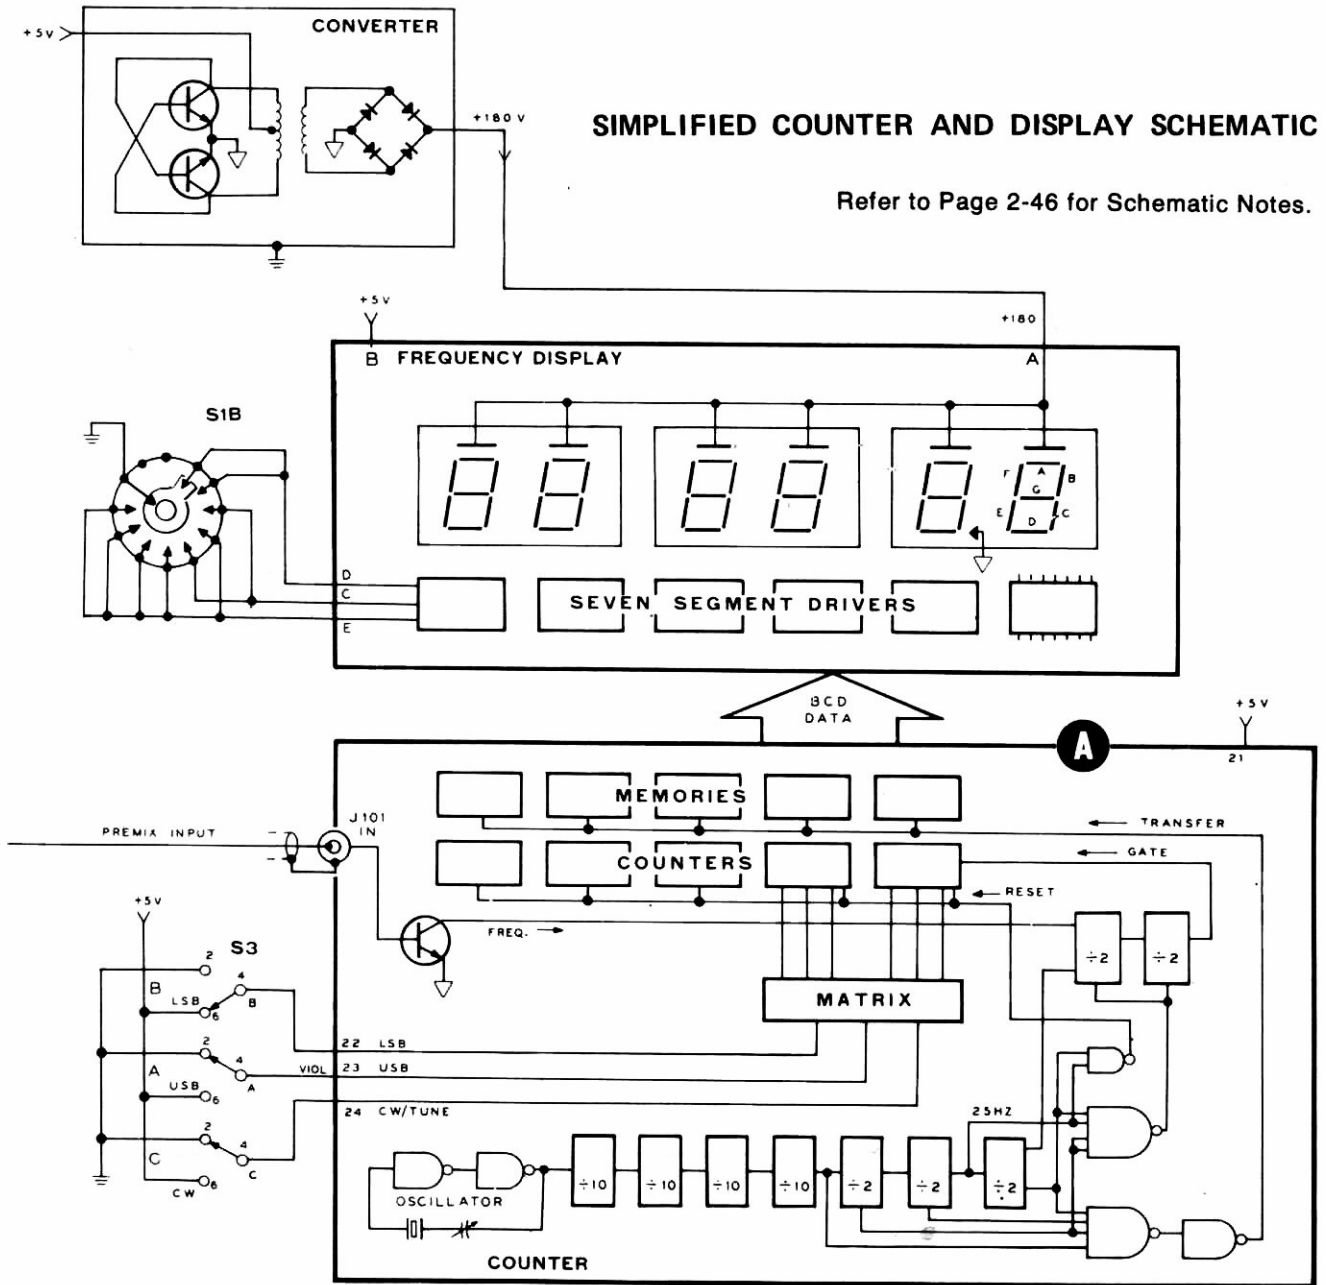 CONVERTER
+5V
+180 V
SIMPLIFIED COUNTER AND DISPLAY SCHEMATIC
Refer to Page 2-46 for Schematic Notes.
+5V
+180
B FREQUENCY DISPLAY
A
S1B
F A B
G
E D C
D
C
E
SEVEN SEGMENT DRIVERS
BCD
DATA
+5V
A
21
MEMORIES
J101
IN
PREMIX INPUT
TRANSFER
COUNTERS
GATE
RESET
+5V
FREQ.
÷2 ÷2
S3
2
4
B
LSB
6
B
MATRIX
22 LSB
2
4
A
VIOL
23 USB
A
USB
6
24 CW/TUNE
25HZ
2
4
C
C
CW
6
÷10 ÷10 ÷10 ÷10 ÷2 ÷2 ÷2
OSCILLATOR
COUNTER